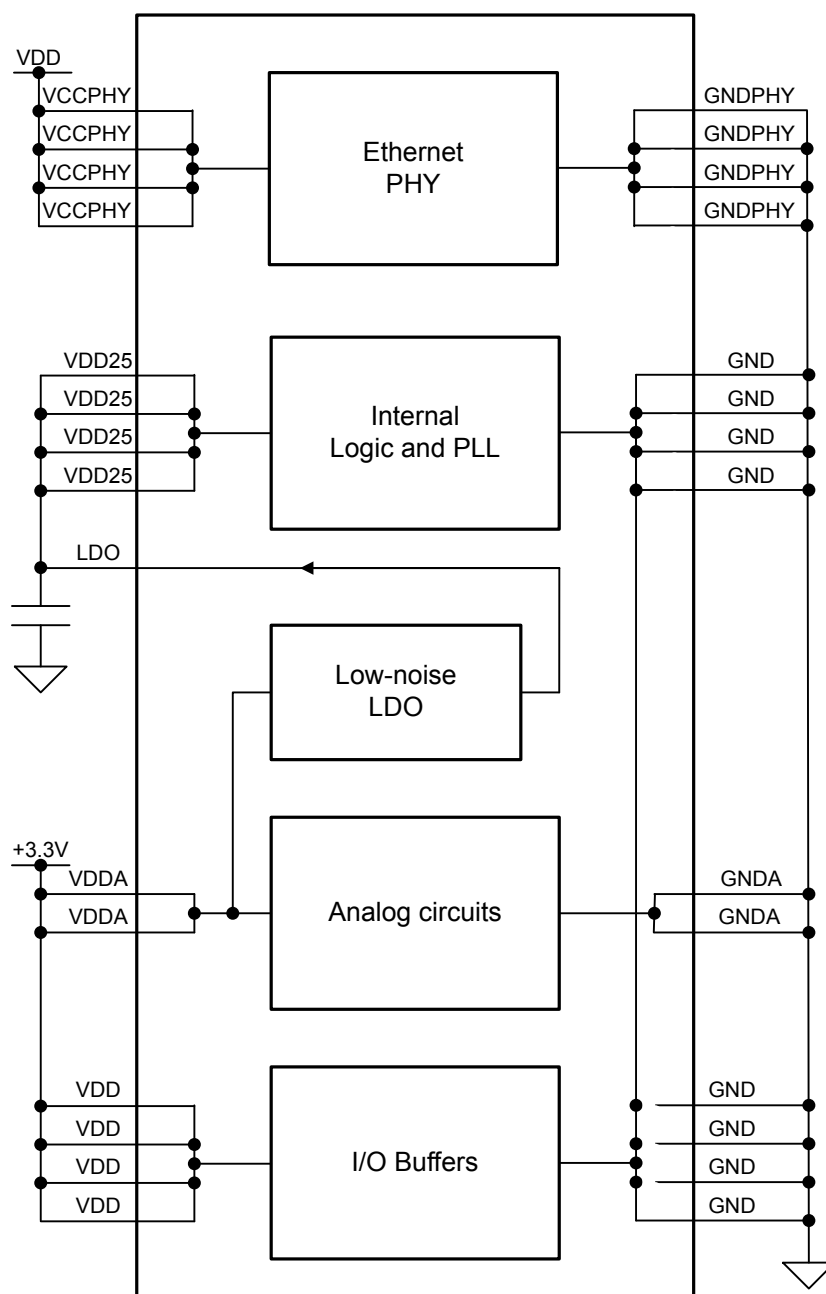 VDD
VCCPHY
VCCPHY
VCCPHY
VCCPHY
Ethernet
PHY
GNDPHY
GNDPHY
GNDPHY
GNDPHY
VDD25
VDD25
VDD25
VDD25
Internal
Logic and PLL
GND
GND
GND
GND
LDO
Low-noise
LDO
+3.3V
VDDA
VDDA
Analog circuits
GNDA
GNDA
VDD
VDD
VDD
VDD
I/O Buffers
GND
GND
GND
GND